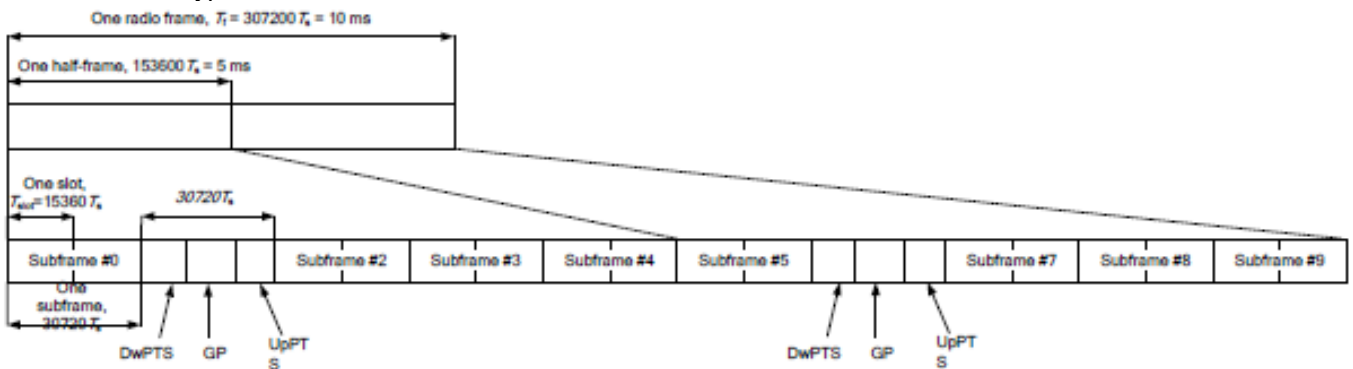 One radio frame, Tf = 307200 Ts = 10 ms
One half-frame, 153600 Ts = 5 ms
One slot,
Tslot=15360 Ts
30720Ts
Subframe #0
Subframe #2
Subframe #3
Subframe #4
Subframe #5
Subframe #7
Subframe #8
Subframe #9
One
subframe,
30720 Ts
DwPTS
GP
UpPT
S
DwPTS
GP
UpPT
S